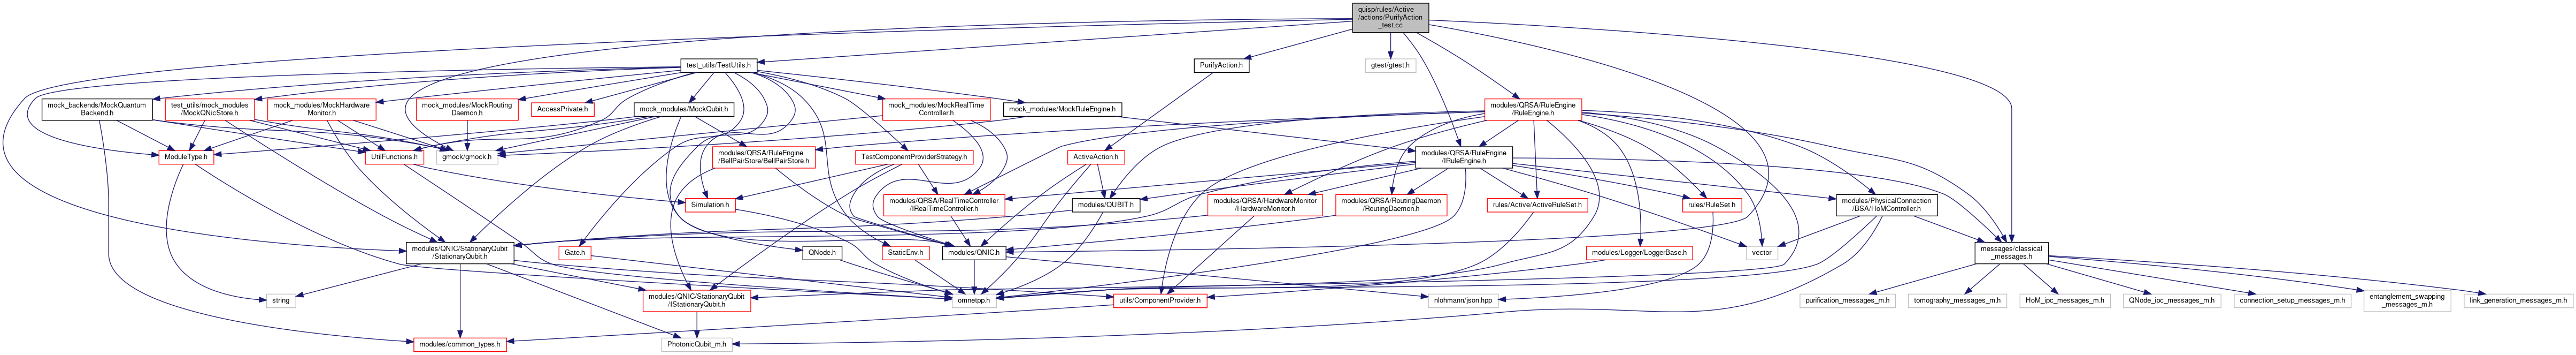 quisp/rules/Active
/actions/PurifyAction
_test.cc
test_utils/TestUtils.h
PurifyAction.h
gtest/gtest.h
mock_backends/MockQuantum
Backend.h
test_utils/mock_modules
/MockQNicStore.h
mock_modules/MockHardware
Monitor.h
mock_modules/MockRouting
Daemon.h
AccessPrivate.h
mock_modules/MockQubit.h
mock_modules/MockRealTime
Controller.h
mock_modules/MockRuleEngine.h
modules/QRSA/RuleEngine
/RuleEngine.h
ModuleType.h
UtilFunctions.h
gmock/gmock.h
modules/QRSA/RuleEngine
/BellPairStore/BellPairStore.h
TestComponentProviderStrategy.h
ActiveAction.h
modules/QRSA/RuleEngine
/IRuleEngine.h
Simulation.h
modules/QRSA/RealTimeController
/IRealTimeController.h
modules/QUBIT.h
modules/QRSA/HardwareMonitor
/HardwareMonitor.h
modules/QRSA/RoutingDaemon
/RoutingDaemon.h
rules/Active/ActiveRuleSet.h
rules/RuleSet.h
modules/PhysicalConnection
/BSA/HoMController.h
modules/QNIC/StationaryQubit
/StationaryQubit.h
Gate.h
QNode.h
StaticEnv.h
modules/QNIC.h
modules/Logger/LoggerBase.h
vector
messages/classical
_messages.h
string
modules/QNIC/StationaryQubit
/IStationaryQubit.h
omnetpp.h
utils/ComponentProvider.h
nlohmann/json.hpp
purification_messages_m.h
tomography_messages_m.h
HoM_ipc_messages_m.h
QNode_ipc_messages_m.h
connection_setup_messages_m.h
entanglement_swapping
_messages_m.h
link_generation_messages_m.h
modules/common_types.h
PhotonicQubit_m.h